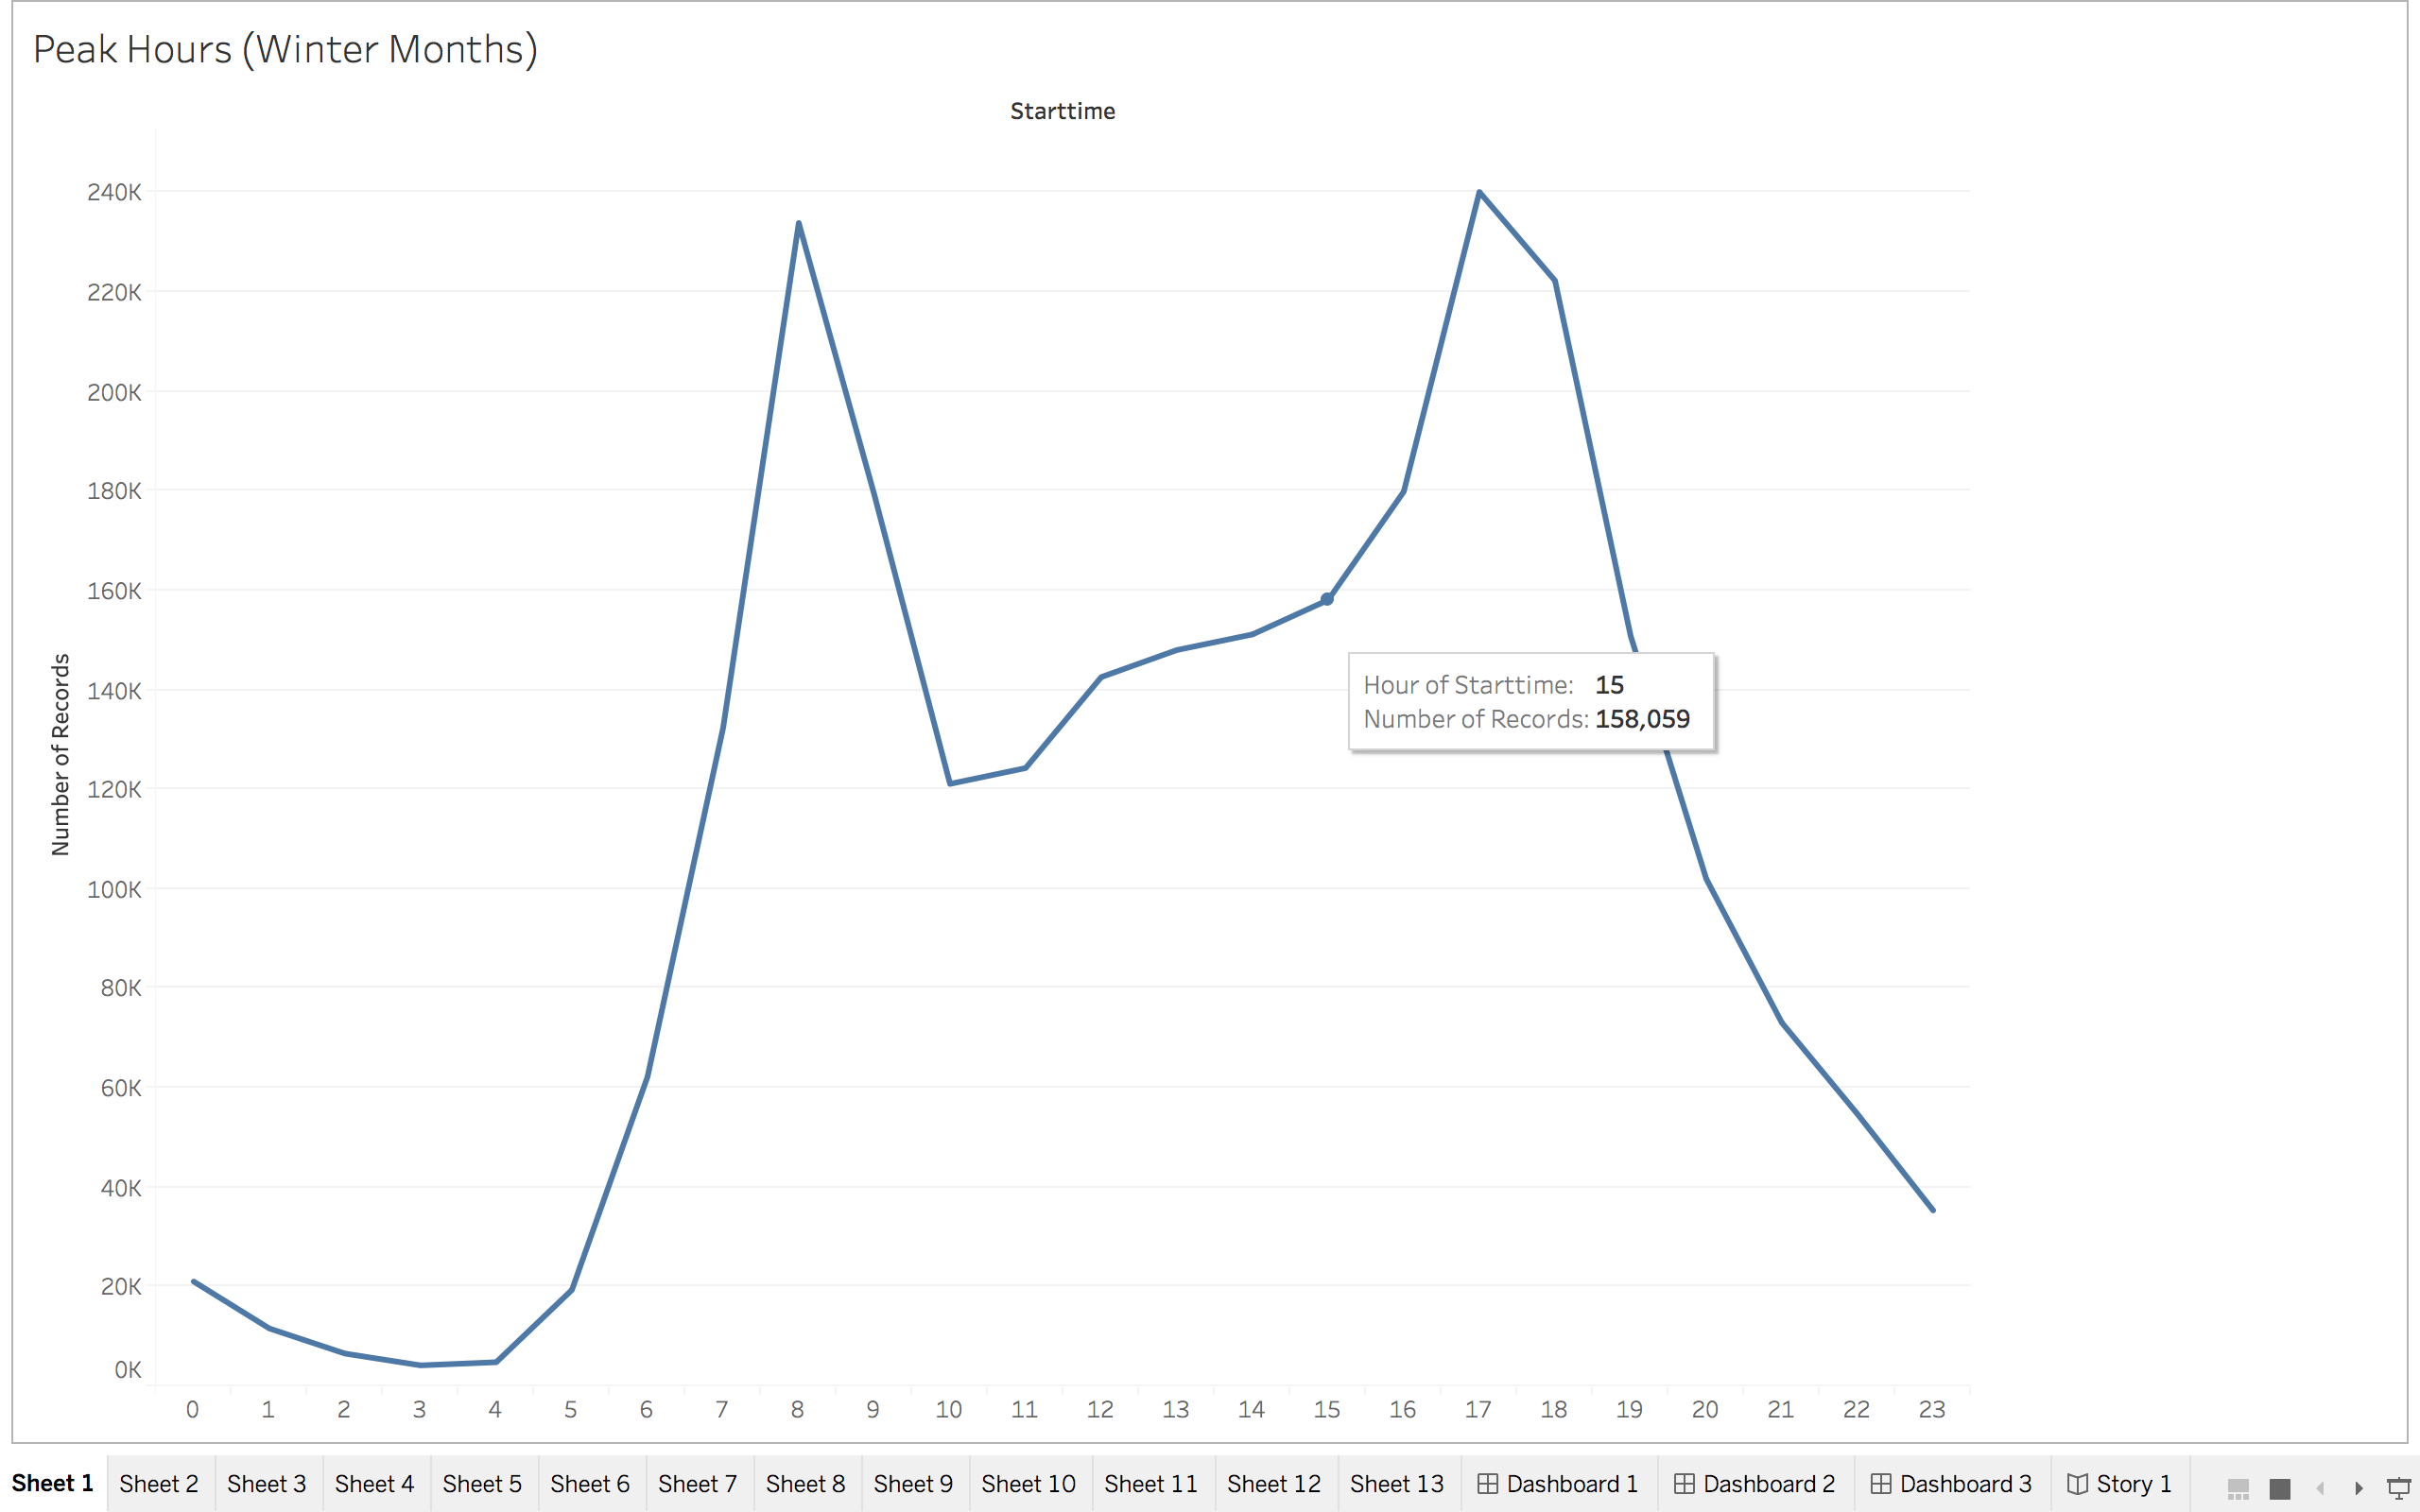 Peak Hours (Winter Months)
Starttime
240K
220K
200K
180K
160K
140K
120K
100K
80K
60K
40K
20K
0K
Number of Records
Hour of Starttime: 15
Number of Records: 158,059
0 1 2 3 4 5 6 7 8 9 10 11 12 13 14 15 16 17 18 19 20 21 22 23
Sheet 1 Sheet 2 Sheet 3 Sheet 4 Sheet 5 Sheet 6 Sheet 7 Sheet 8 Sheet 9 Sheet 10 Sheet 11 Sheet 12 Sheet 13 Dashboard 1 Dashboard 2 Dashboard 3 Story 1